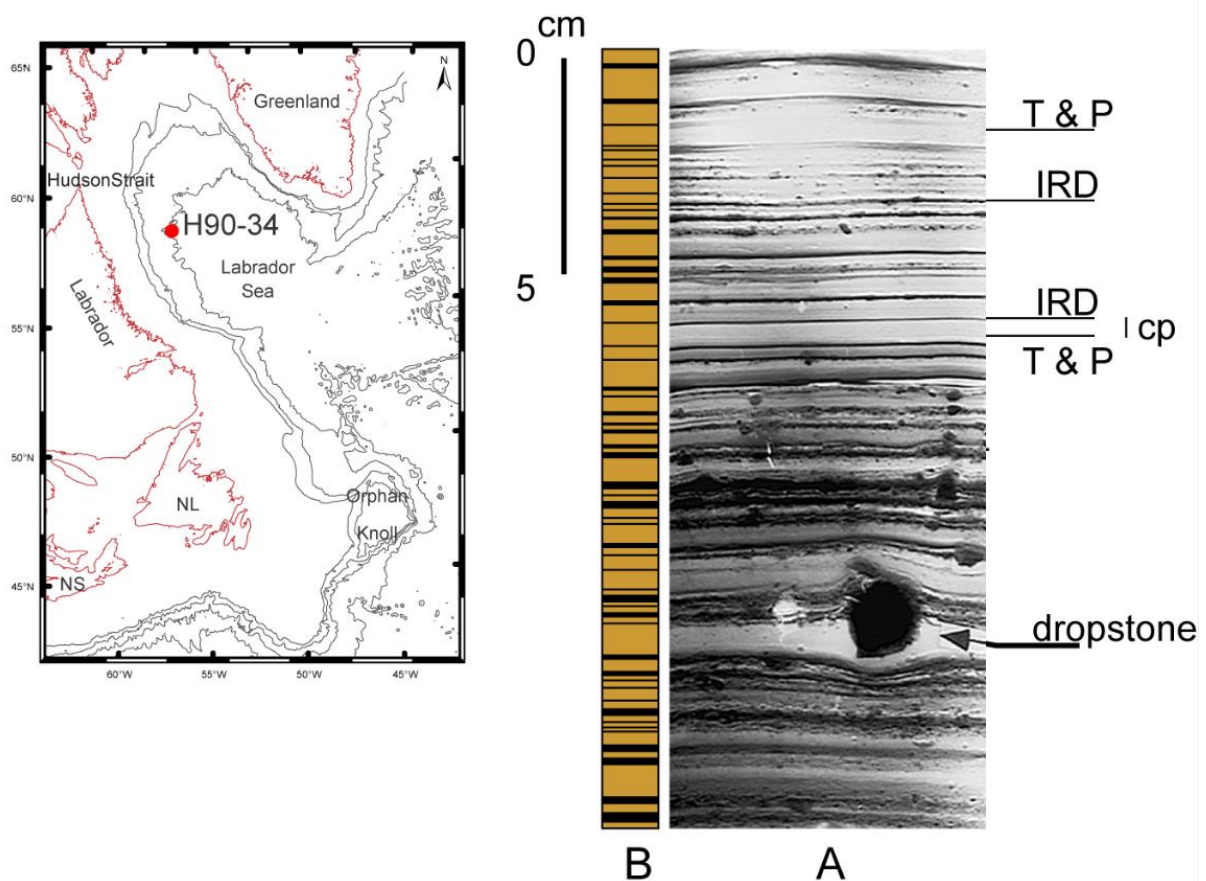 65°N
60°N
55°N
50°N
45°N
60°W
55°W
50°W
45°W
N
Greenland
HudsonStrait
H90-34
Labrador
Sea
Labrador
NL
Orphan
Knoll
NS
cm
0
5
T & P
IRD
IRD
cp
T & P
dropstone
B
A